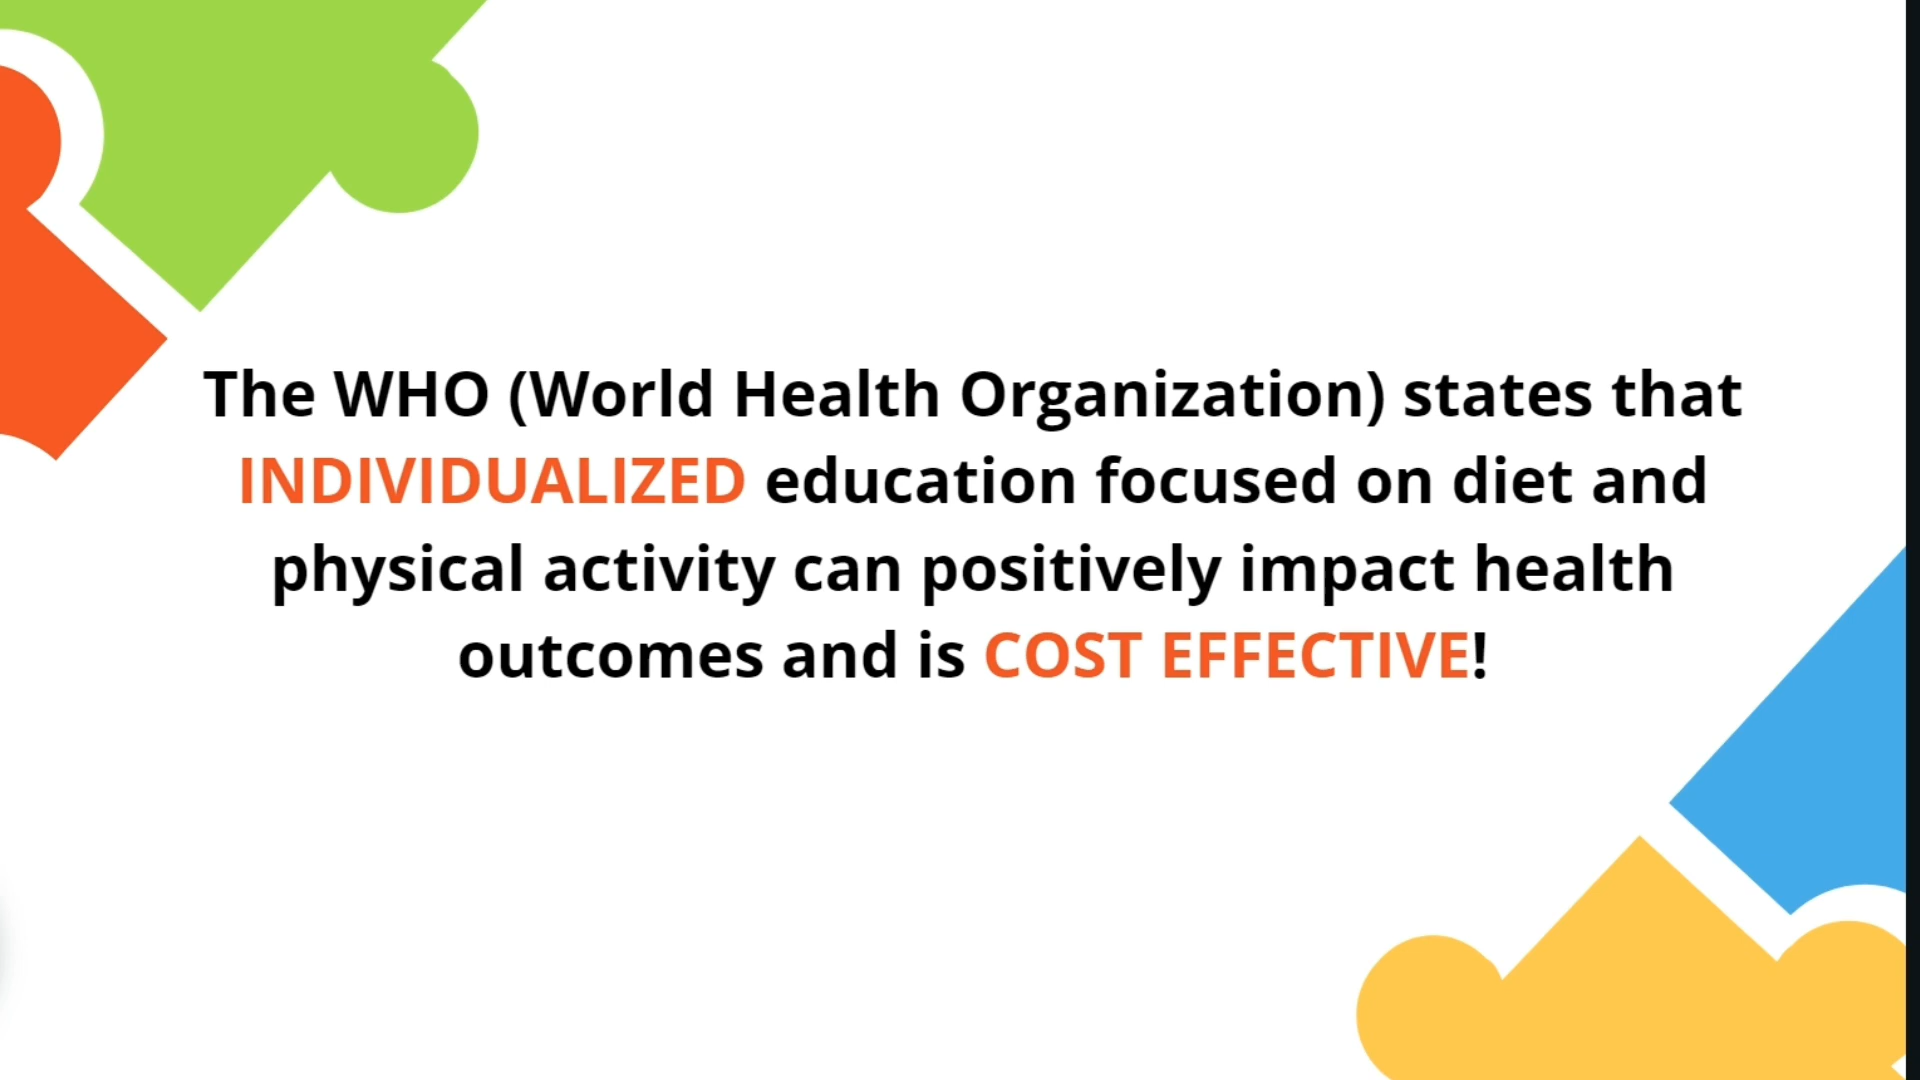 The WHO (World Health Organization) states that
INDIVIDUALIZED education focused on diet and
physical activity can positively impact health
outcomes and is COST EFFECTIVE!